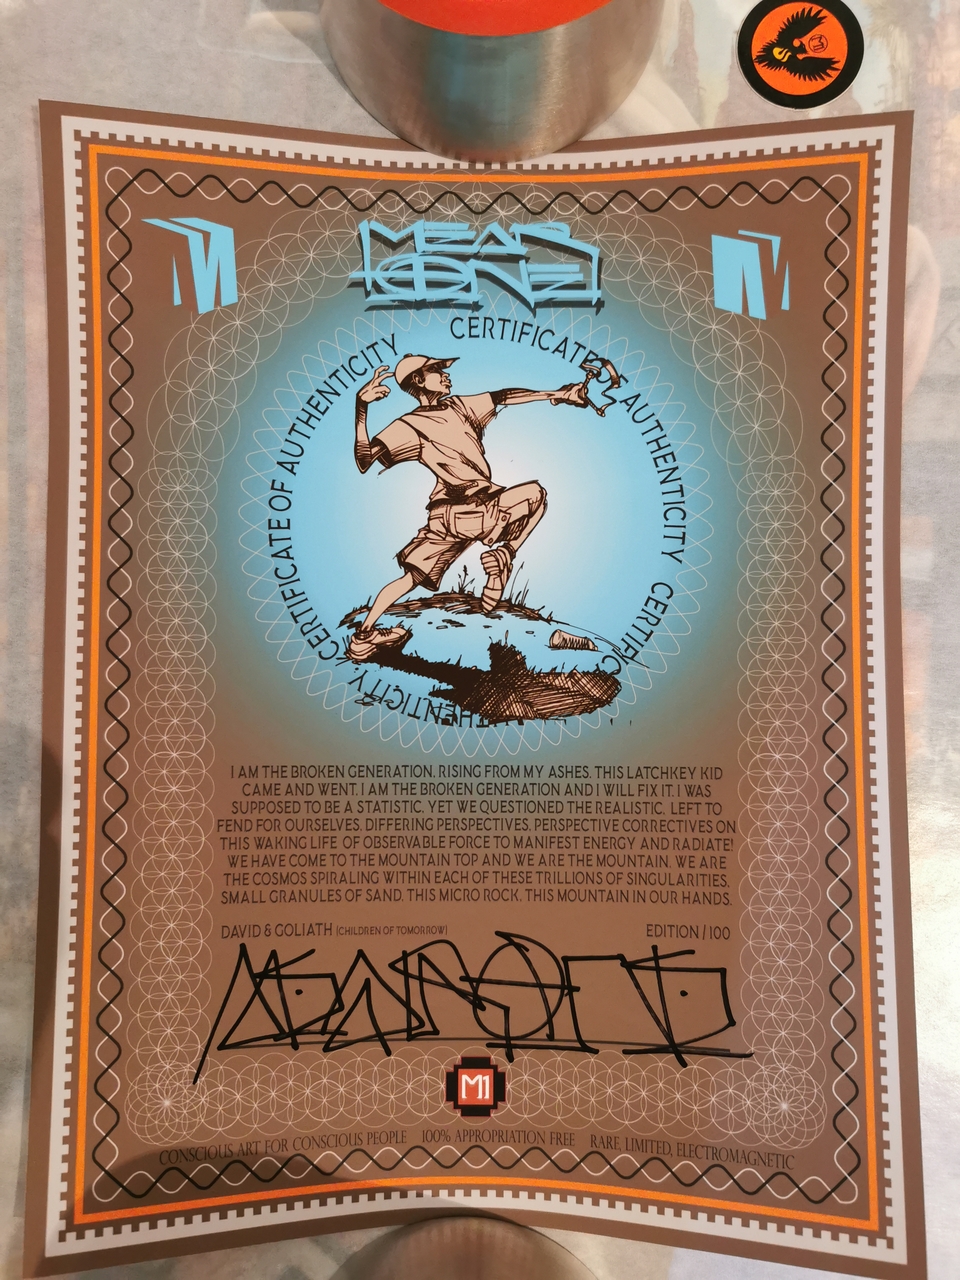 MEAR
ONE
CERTIFICATE OF AUTHENTICITY
CERTIFICATE OF AUTHENTICITY
CERTIFIC
AUTHENTICITY.
I AM THE BROKEN GENERATION. RISING FROM MY ASHES. THIS LATCHKEY KID
CAME AND WENT. I AM THE BROKEN GENERATION AND I WILL FIX IT. I WAS
SUPPOSED TO BE A STATISTIC, YET WE QUESTIONED THE REALISTIC. LEFT TO
FEND FOR OURSELVES. DIFFERING PERSPECTIVES. PERSPECTIVE CORRECTIVES ON
THIS WAKING LIFE OF OBSERVABLE FORCE TO MANIFEST ENERGY AND RADIATE!
WE HAVE COME TO THE MOUNTAIN TOP AND WE ARE THE MOUNTAIN. WE ARE
THE COSMOS SPIRALING WITHIN EACH OF THESE TRILLIONS OF SINGULARITIES.
SMALL GRANULES OF SAND. THIS MICRO ROCK. THIS MOUNTAIN IN OUR HANDS.
DAVID & GOLIATH (CHILDREN OF TOMORROW) EDITION / 100
M1
CONSCIOUS ART FOR CONSCIOUS PEOPLE 100% APPROPRIATION FREE RARE, LIMITED, ELECTROMAGNETIC